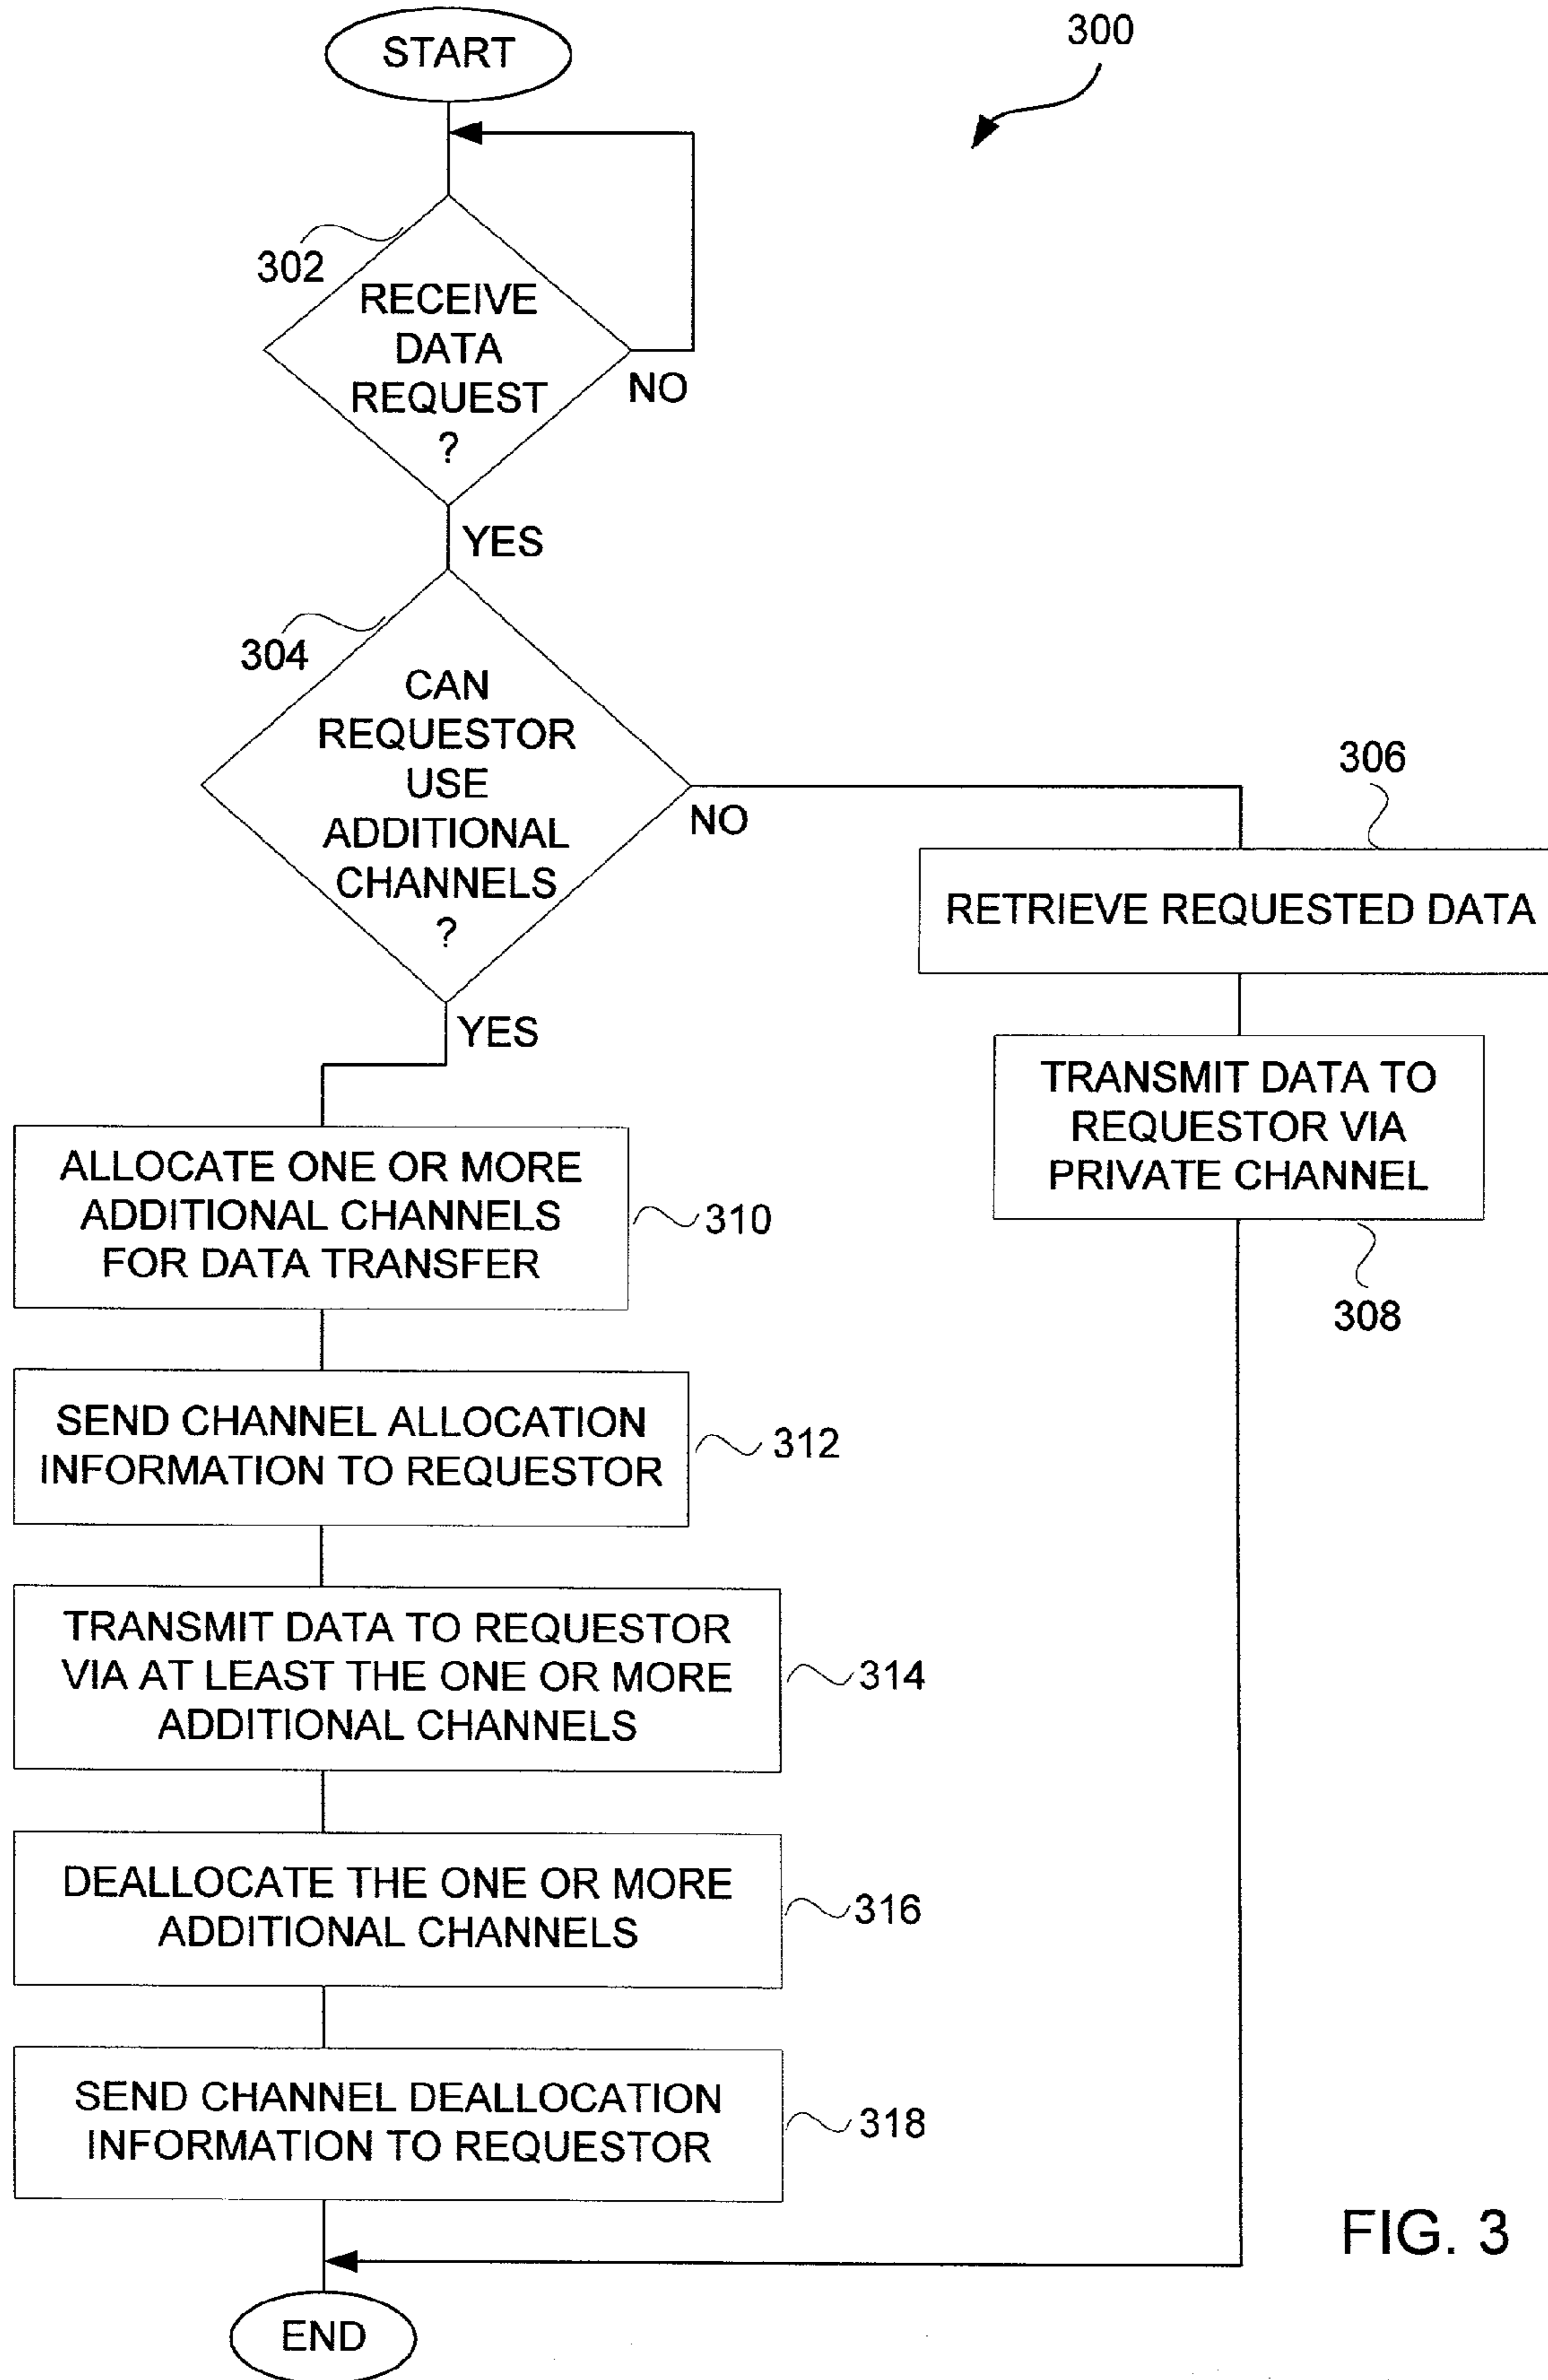 START
300
302
RECEIVE
DATA
REQUEST
?
NO
YES
304
CAN
REQUESTOR
USE
ADDITIONAL
CHANNELS
?
NO
YES
306
RETRIEVE REQUESTED DATA
TRANSMIT DATA TO
REQUESTOR VIA
PRIVATE CHANNEL
308
ALLOCATE ONE OR MORE
ADDITIONAL CHANNELS
FOR DATA TRANSFER
310
SEND CHANNEL ALLOCATION
INFORMATION TO REQUESTOR
312
TRANSMIT DATA TO REQUESTOR
VIA AT LEAST THE ONE OR MORE
ADDITIONAL CHANNELS
314
DEALLOCATE THE ONE OR MORE
ADDITIONAL CHANNELS
316
SEND CHANNEL DEALLOCATION
INFORMATION TO REQUESTOR
318
END
FIG. 3